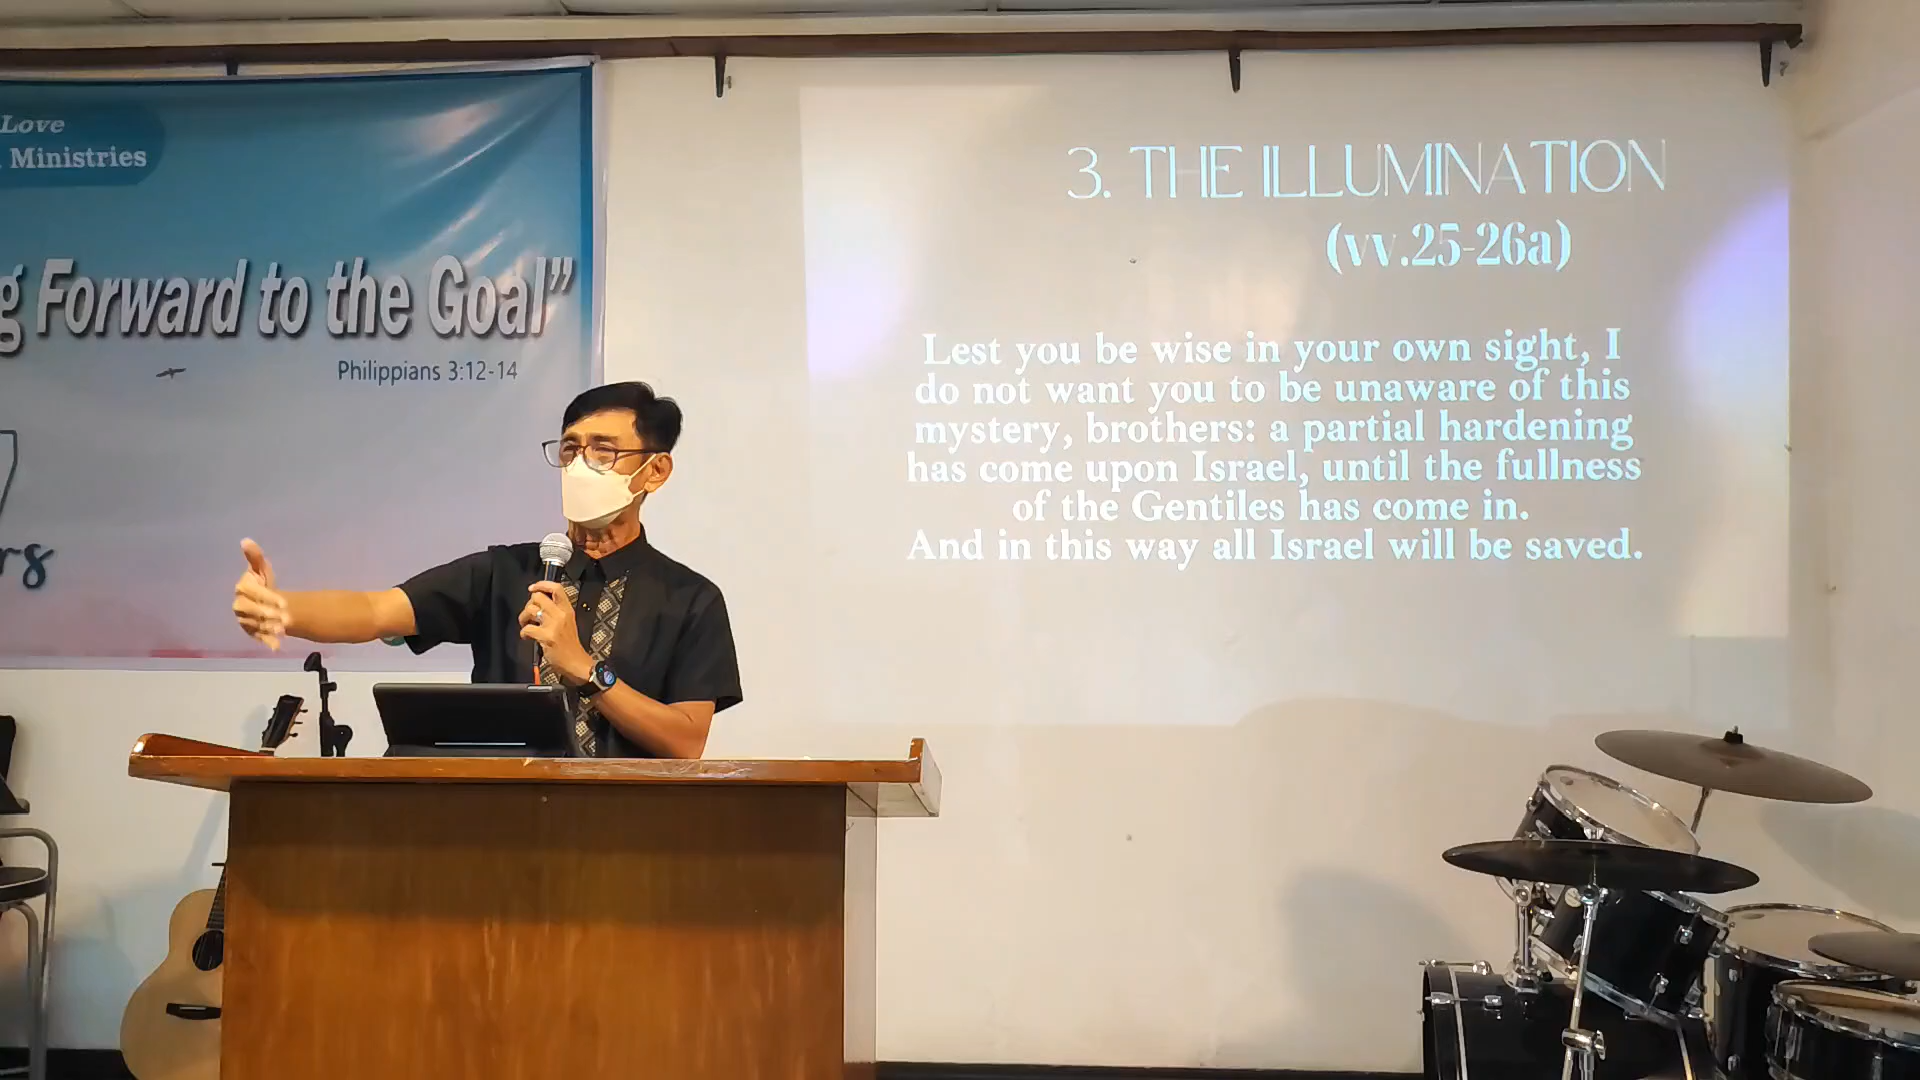 Love
Ministries
Forward to the Goal”
Philippians 3:12-14
3. THE ILLUMINATION
(vv.25-26a)
Lest you be wise in your own sight, I
do not want you to be unaware of this
mystery, brothers: a partial hardening
has come upon Israel, until the fullness
of the Gentiles has come in.
And in this way all Israel will be saved.